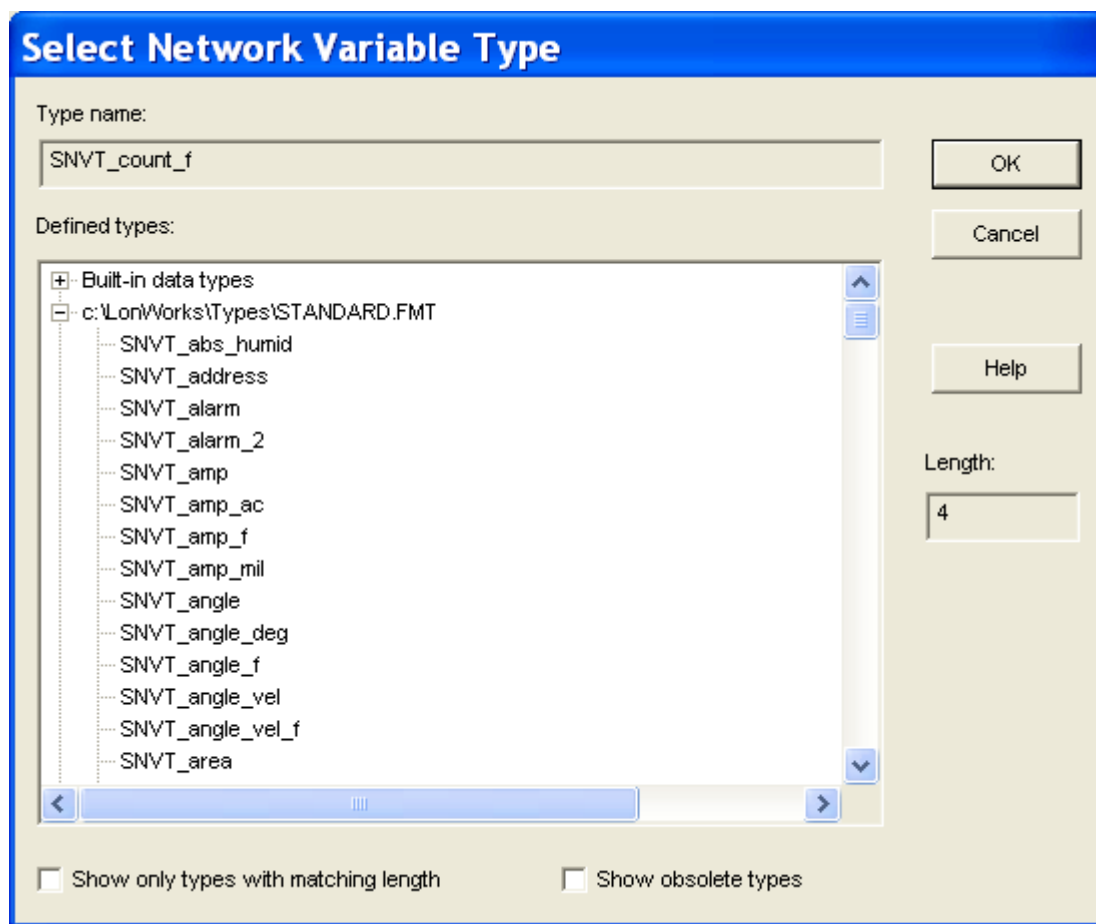 Select Network Variable Type
Type name:
SNVT_count_f
OK
Defined types:
Cancel
Built-in data types
c:\LonWorks\Types\STANDARD.FMT
SNVT_abs_humid
SNVT_address
Help
SNVT_alarm
SNVT_alarm_2
Length:
SNVT_amp
SNVT_amp_ac
4
SNVT_amp_f
SNVT_amp_mil
SNVT_angle
SNVT_angle_deg
SNVT_angle_f
SNVT_angle_vel
SNVT_angle_vel_f
SNVT_area
Show only types with matching length
Show obsolete types